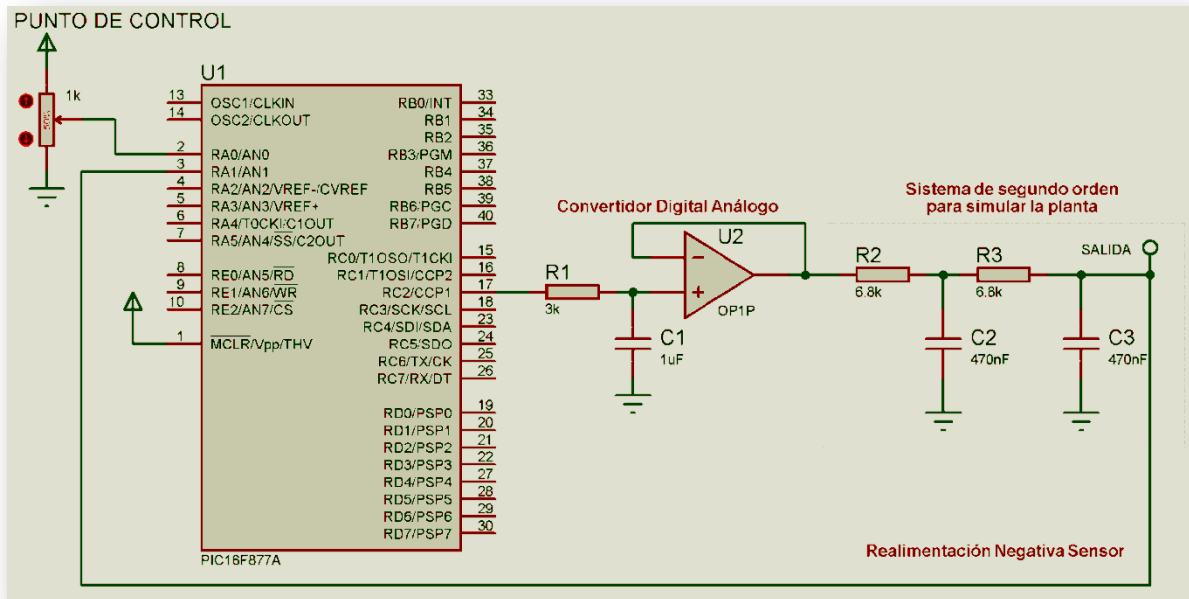 PUNTO DE CONTROL
1k
50%
U1
13 OSC1/CLKIN
14 OSC2/CLKOUT
2 RA0/AN0
3 RA1/AN1
4 RA2/AN2/VREF-/CVREF
5 RA3/AN3/VREF+
6 RA4/T0CKI/C1OUT
7 RA5/AN4/SS/C2OUT
8 RE0/AN5/RD
9 RE1/AN6/WR
10 RE2/AN7/CS
1 MCLR/Vpp/THV
RB0/INT 33
RB1 34
RB2 35
RB3/PGM 36
RB4 37
RB5 38
RB6/PGC 39
RB7/PGD 40
RC0/T1OSO/T1CKI 15
RC1/T1OSI/CCP2 16
RC2/CCP1 17
RC3/SCK/SCL 18
RC4/SDI/SDA 23
RC5/SDO 24
RC6/TX/CK 25
RC7/RX/DT 26
RD0/PSP0 19
RD1/PSP1 20
RD2/PSP2 21
RD3/PSP3 22
RD4/PSP4 27
RD5/PSP5 28
RD6/PSP6 29
RD7/PSP7 30
PIC16F877A
Convertidor Digital Análogo
R1
3k
C1
1uF
U2
OP1P
Sistema de segundo orden
para simular la planta
SALIDA
R2
6.8k
R3
6.8k
C2
470nF
C3
470nF
Realimentación Negativa Sensor